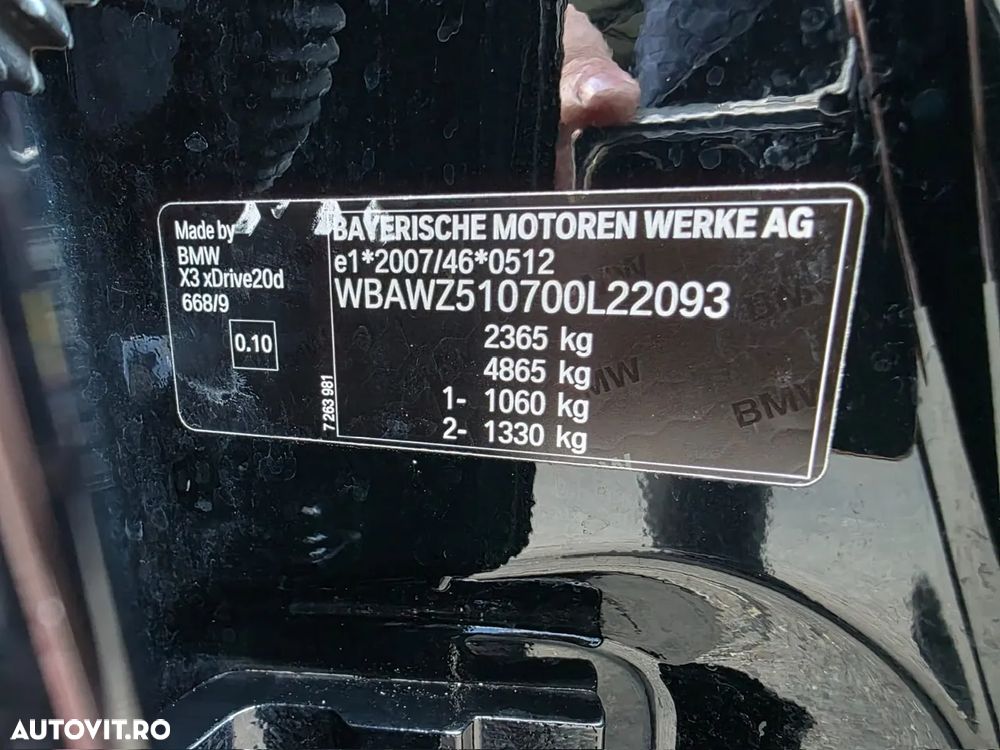 Made by
BMW
X3 xDrive20d
668/9
0.10
7 263 981
BAYERISCHE MOTOREN WERKE AG
e1*2007/46*0512
WBAWZ510700L22093
2365 kg
4865 kg
1- 1060 kg
2- 1330 kg
BMW
BMW
AUTOVIT.RO